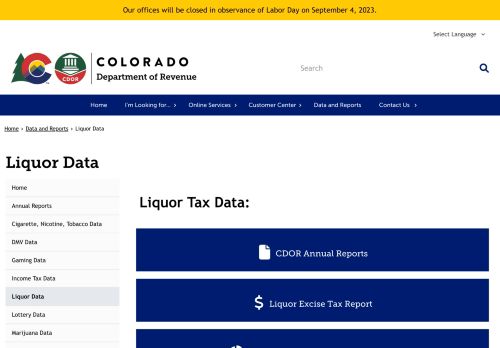 Our offices will be closed in observance of Labor Day on September 4, 2023.
Select Language
COLORADO
Department of Revenue
CDOR
Search
Home
I'm Looking for...
Online Services
Customer Center
Data and Reports
Contact Us
Home › Data and Reports › Liquor Data
Liquor Data
Home
Annual Reports
Cigarette, Nicotine, Tobacco Data
DMV Data
Gaming Data
Income Tax Data
Liquor Data
Lottery Data
Marijuana Data
Liquor Tax Data:
CDOR Annual Reports
Liquor Excise Tax Report